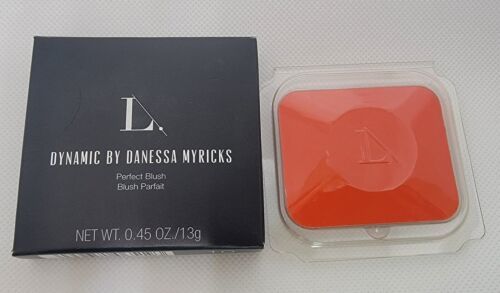 L.
DYNAMIC BY DANESSA MYRICKS
Perfect Blush
Blush Parfait
NET WT. 0.45 OZ./13g
L.